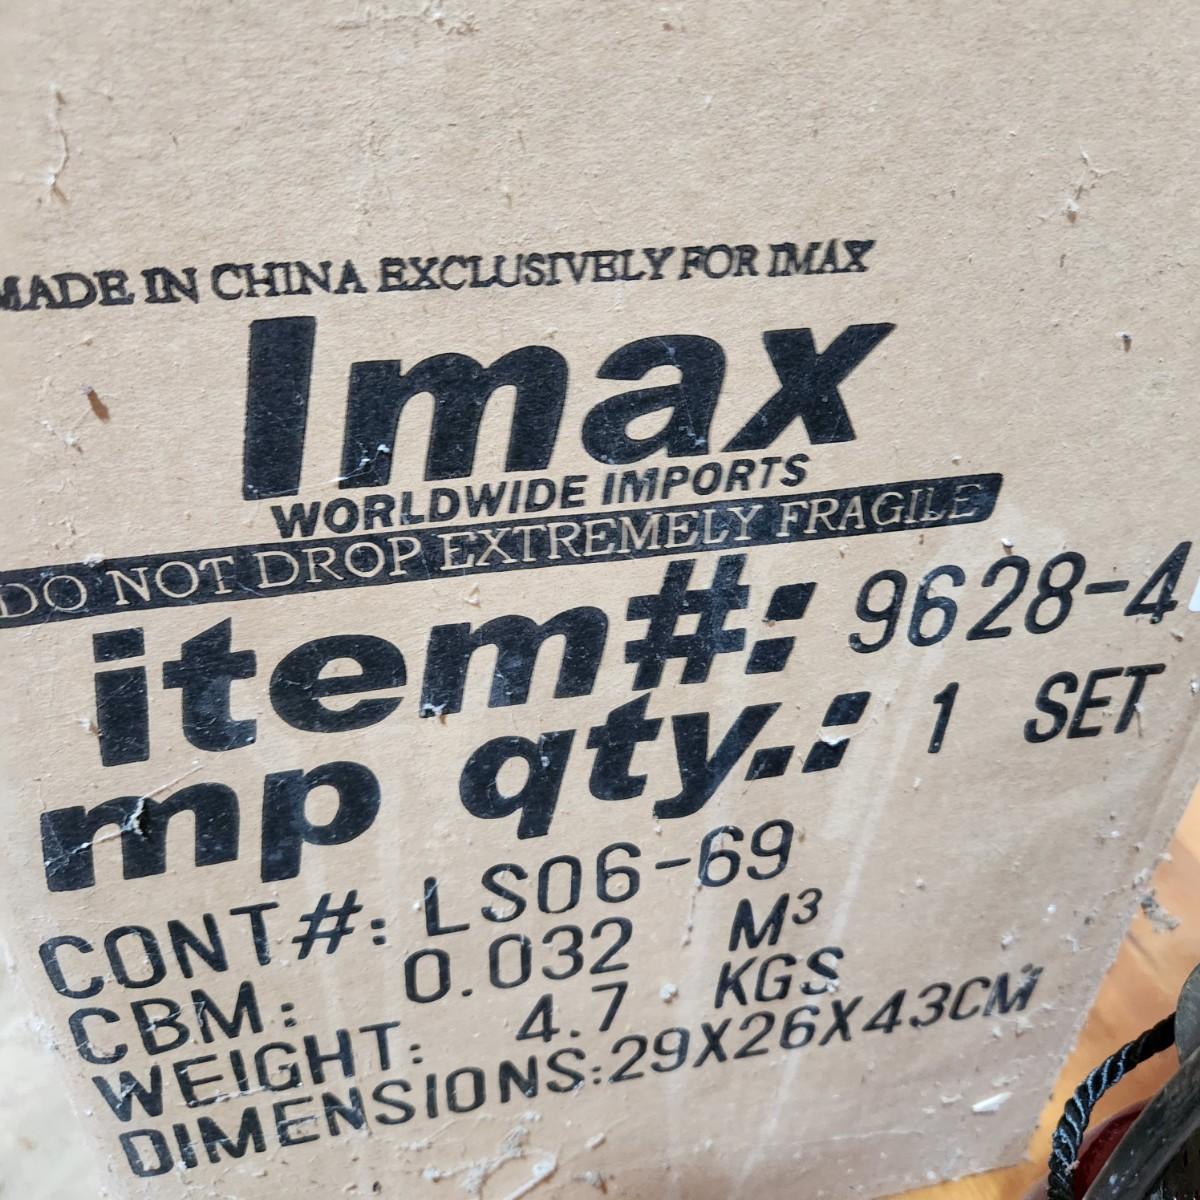 MADE IN CHINA EXCLUSIVELY FOR IMAX
Imax
WORLDWIDE IMPORTS
DO NOT DROP EXTREMELY FRAGILE
item#: 9628-4
mp qty.: 1 SET
CONT#: LS06-69
CBM: 0.032 M³
WEIGHT: 4.7 KGS
DIMENSIONS:29X26X43CM